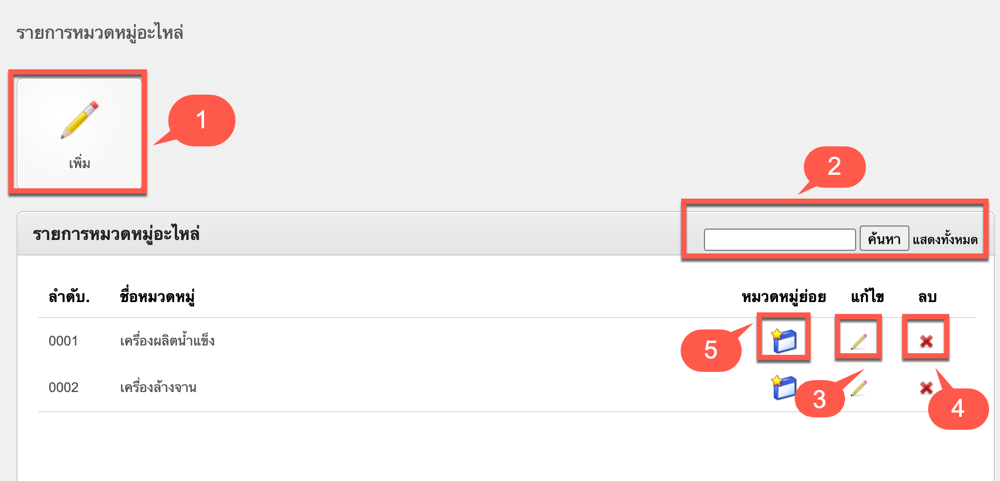 รายการหมวดหมู่อะไหล่
1
เพิ่ม
2
รายการหมวดหมู่อะไหล่ ค้นหา แสดงทั้งหมด
ลำดับ. ชื่อหมวดหมู่ หมวดหมู่ย่อย แก้ไข ลบ
0001 เครื่องผลิตน้ำแข็ง
5
0002 เครื่องล้างจาน
3
4